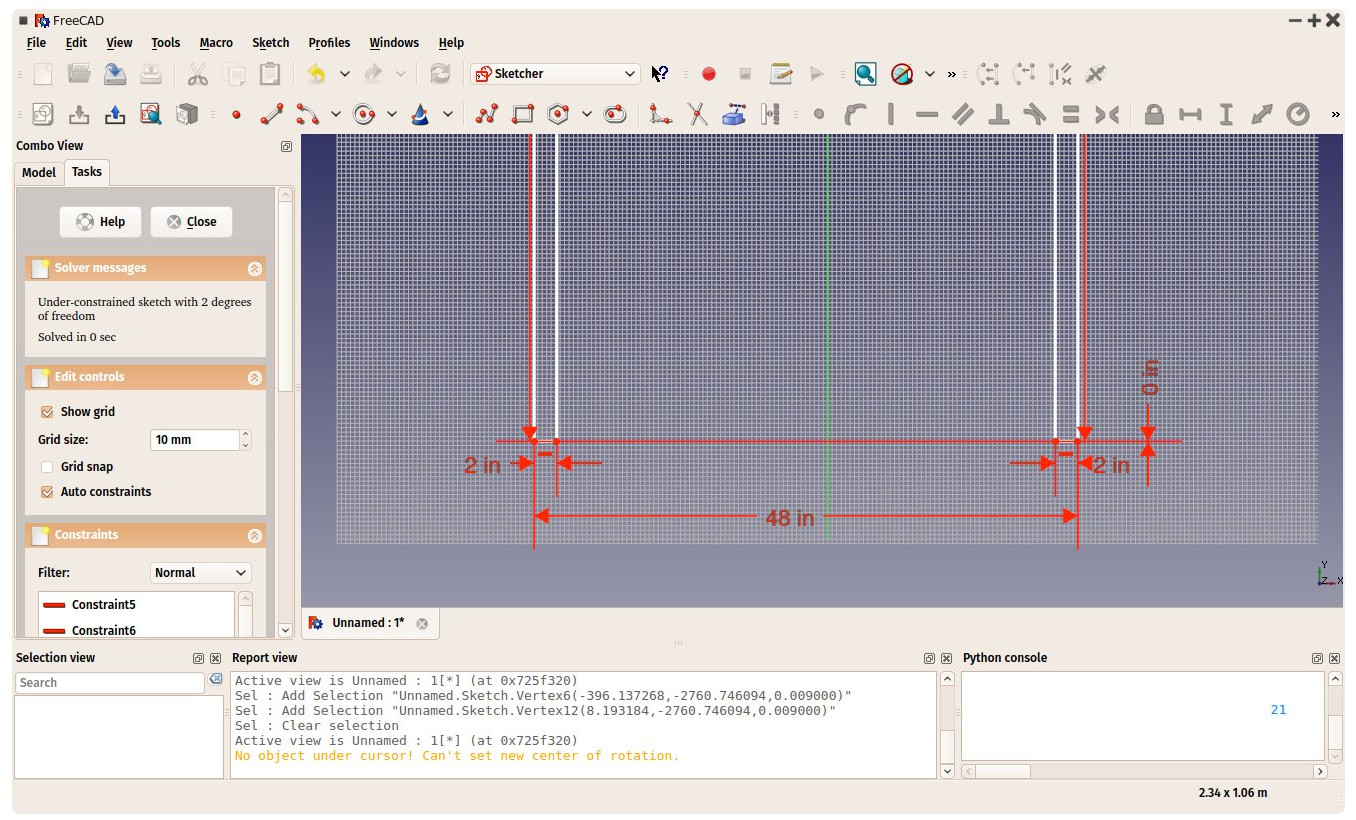 FreeCAD
File Edit View Tools Macro Sketch Profiles Windows Help
Sketcher
»
»
Combo View
Model Tasks
Help Close
Solver messages
Under-constrained sketch with 2 degrees
of freedom
Solved in 0 sec
Edit controls
Show grid
Grid size: 10 mm
Grid snap
Auto constraints
Constraints
Filter: Normal
Constraint5
Constraint6
0 in
2 in
2 in
48 in
Y
Z X
Unnamed : 1*
Selection view
Search
Report view
Active view is Unnamed : 1[*] (at 0x725f320)
Sel : Add Selection "Unnamed.Sketch.Vertex6(-396.137268,-2760.746094,0.009000)"
Sel : Add Selection "Unnamed.Sketch.Vertex12(8.193184,-2760.746094,0.009000)"
Sel : Clear selection
Active view is Unnamed : 1[*] (at 0x725f320)
No object under cursor! Can't set new center of rotation.
Python console
21
2.34 x 1.06 m